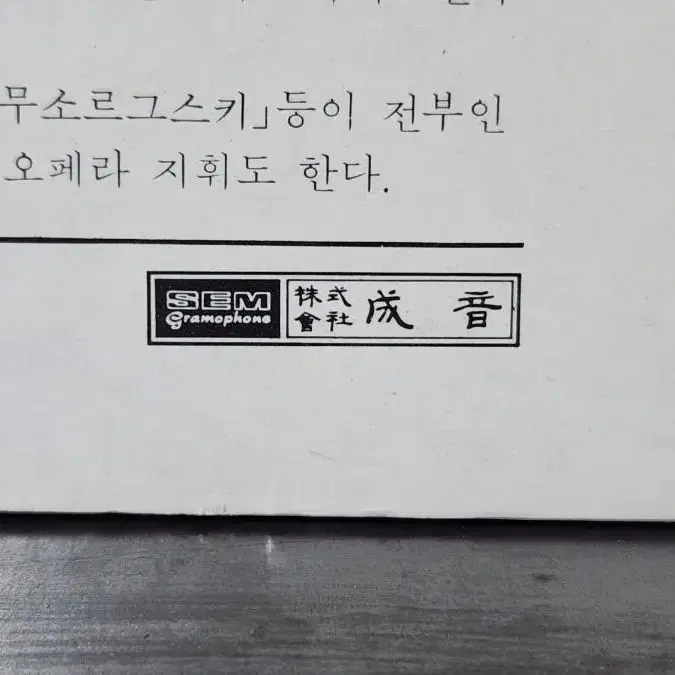 무소르그스키」등이 전부인
오페라 지휘도 한다.
SEM
Gramophone
株式
會社
成音